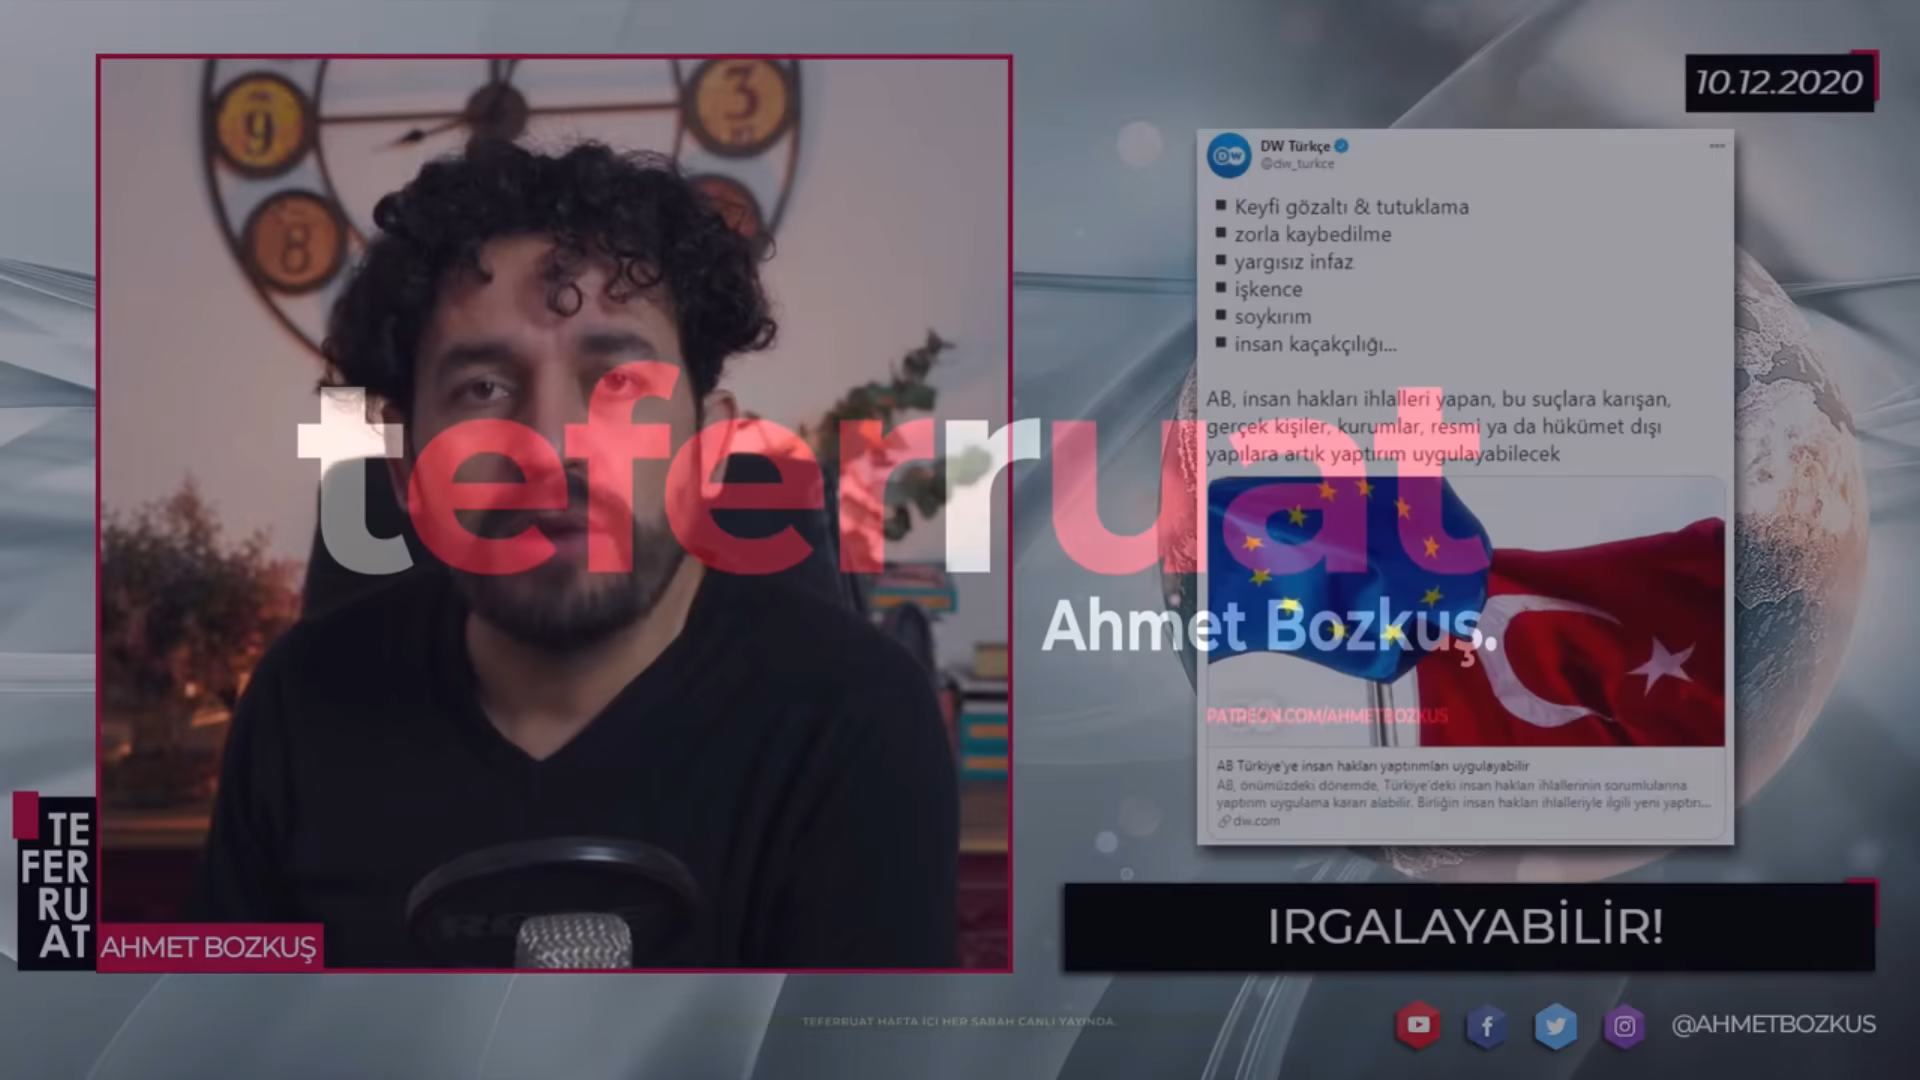 10.12.2020
9
3
8
DW Türkçe
@dw_turkce
▪ Keyfi gözaltı & tutuklama
▪ zorla kaybedilme
▪ yargısız infaz
▪ işkence
▪ soykırım
▪ insan kaçakçılığı...
AB, insan hakları ihlalleri yapan, bu suçlara karışan,
gerçek kişiler, kurumlar, resmi ya da hükümet dışı
yapılara artık yaptırım uygulayabilecek
teferruat
Ahmet Bozkuş.
PATREON.COM/AHMETBOZKUS
AB Türkiye'ye insan hakları yaptırımları uygulayabilir
AB, önümüzdeki dönemde, Türkiye'deki insan hakları ihlallerinin sorumlularına
yaptırım uygulama kararı alabilir. Birliğin insan hakları ihlalleriyle ilgili yeni yaptırı...
dw.com
TE
FER
RU
AT
AHMET BOZKUŞ
IRGALAYABİLİR!
TEFERRUAT HAFTA İÇİ HER SABAH CANLI YAYINDA.
@AHMETBOZKUS